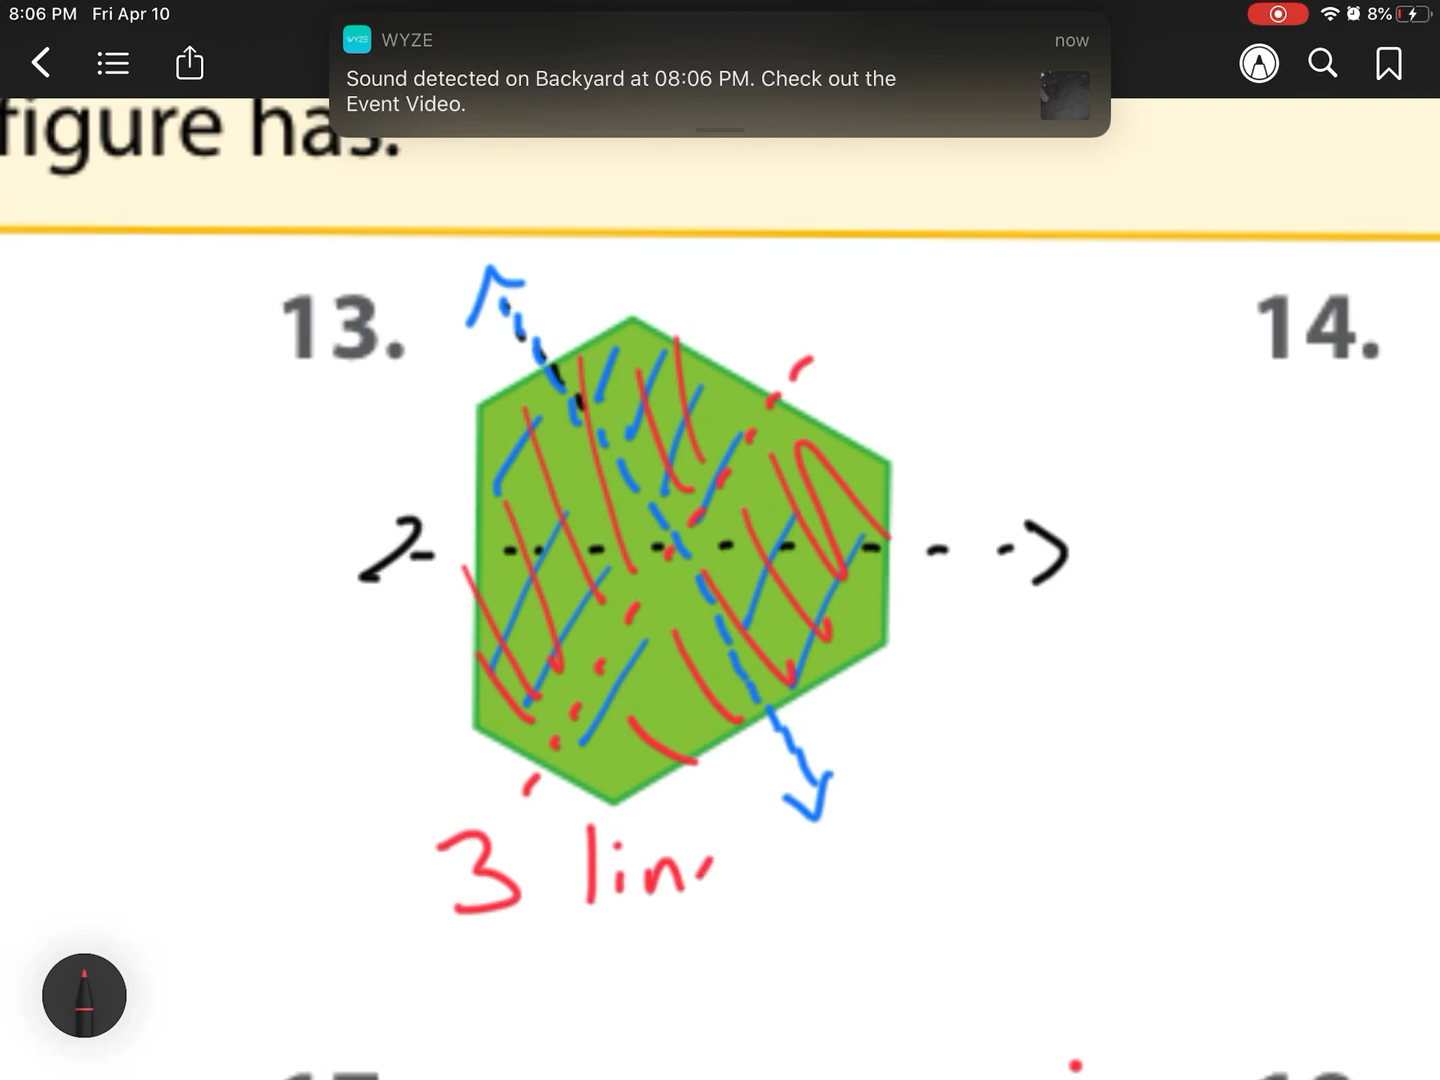 8:06 PM Fri Apr 10
8%
WYZE
now
Sound detected on Backyard at 08:06 PM. Check out the
Event Video.
figure has.
13.
14.
3 lin